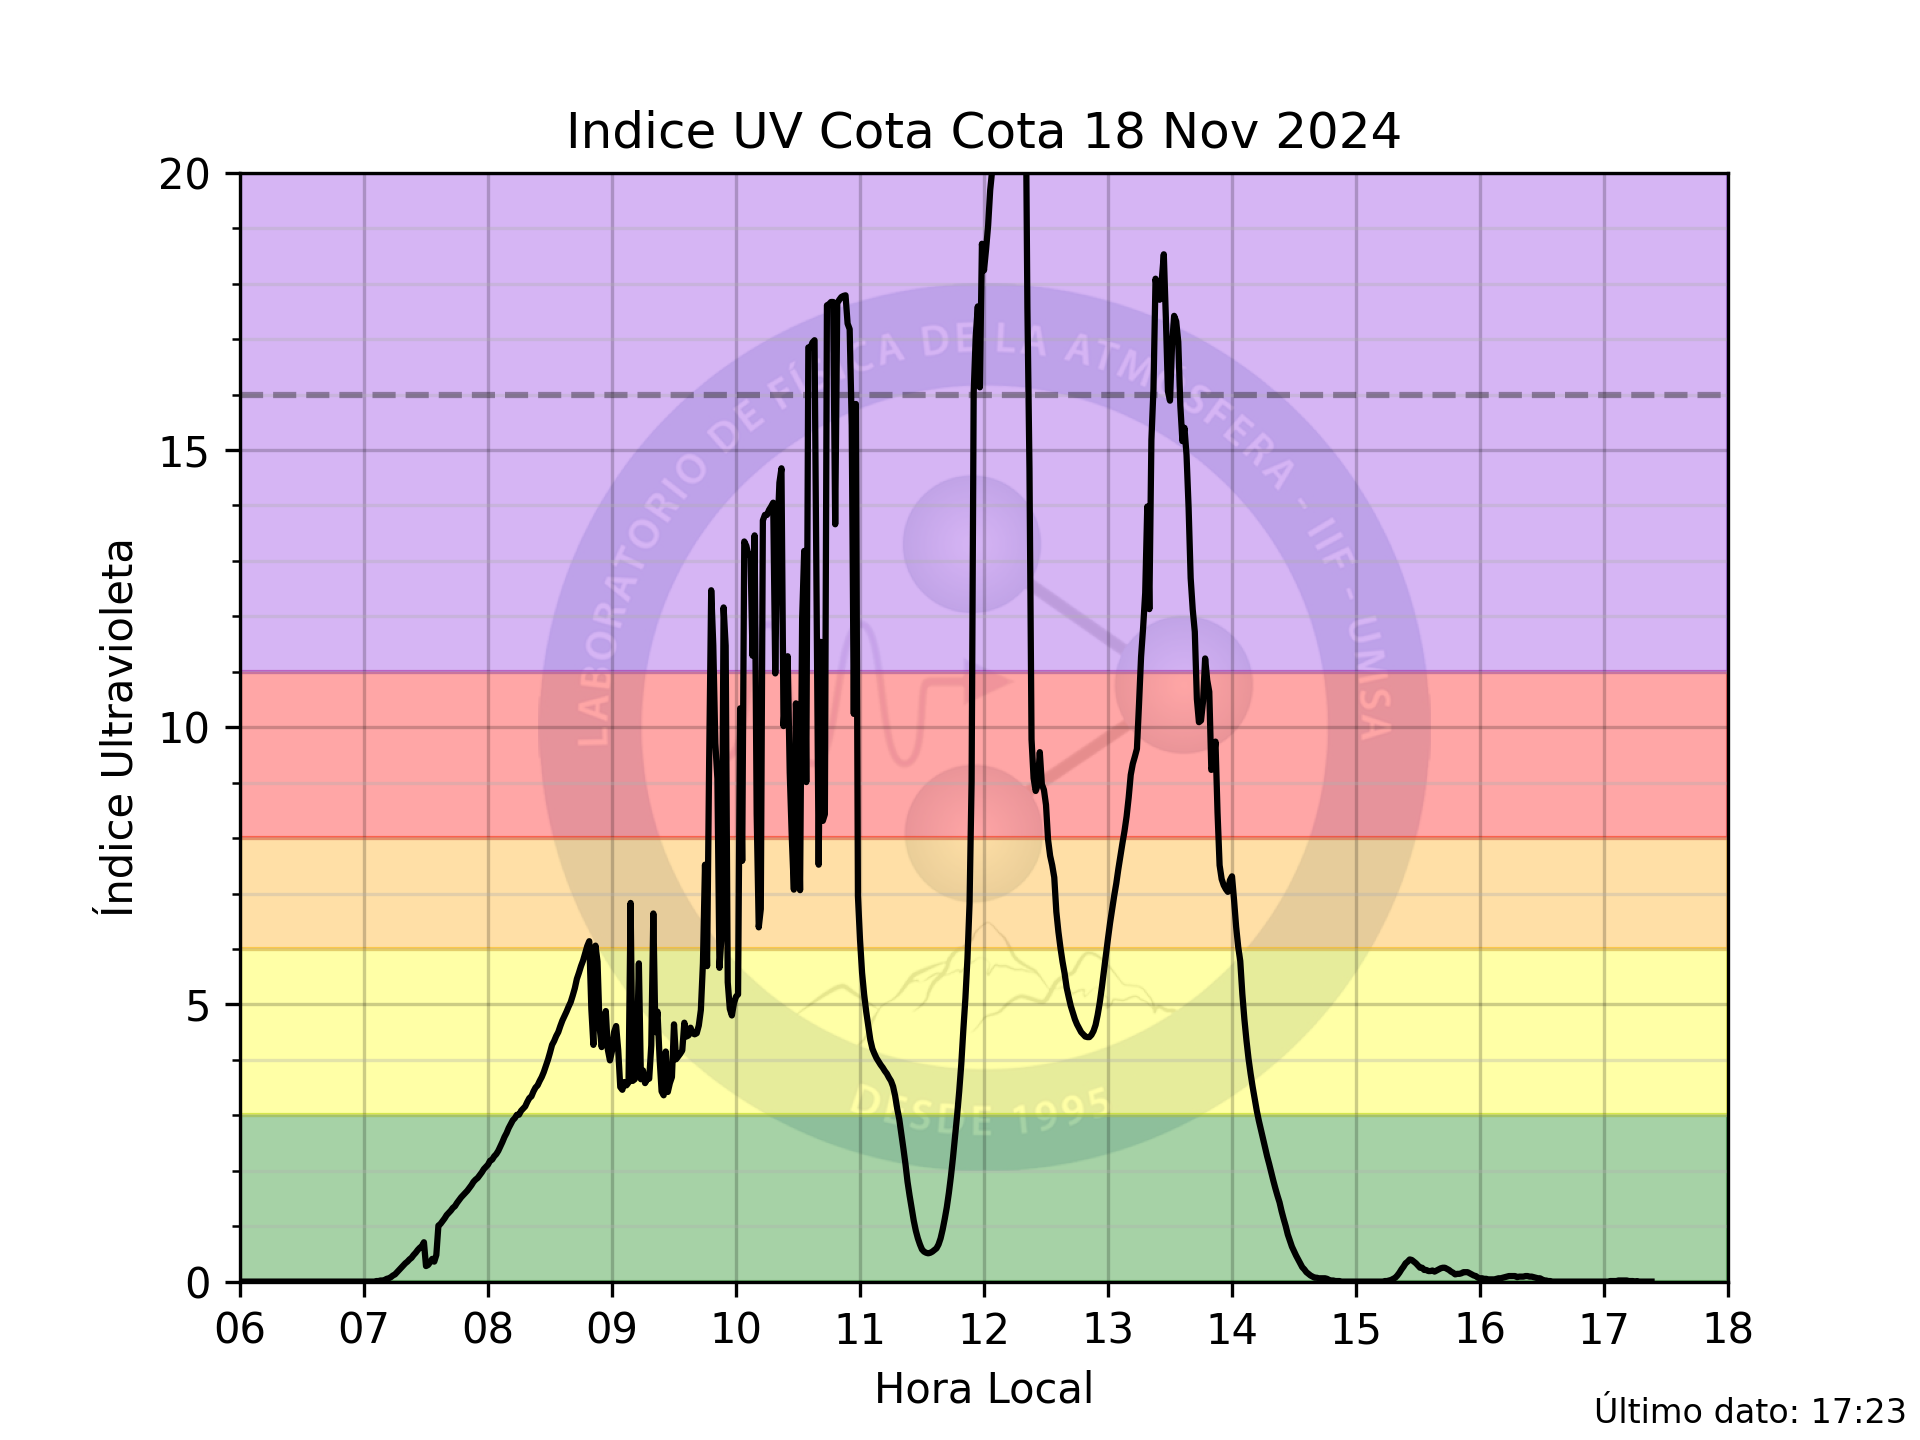 Indice UV Cota Cota 18 Nov 2024
20
15
10
5
0
Índice Ultravioleta
LABORATORIO DE FÍSICA DE LA ATMÓSFERA - IIF - UMSA
DESDE 1995
06 07 08 09 10 11 12 13 14 15 16 17 18
Hora Local
Último dato: 17:23